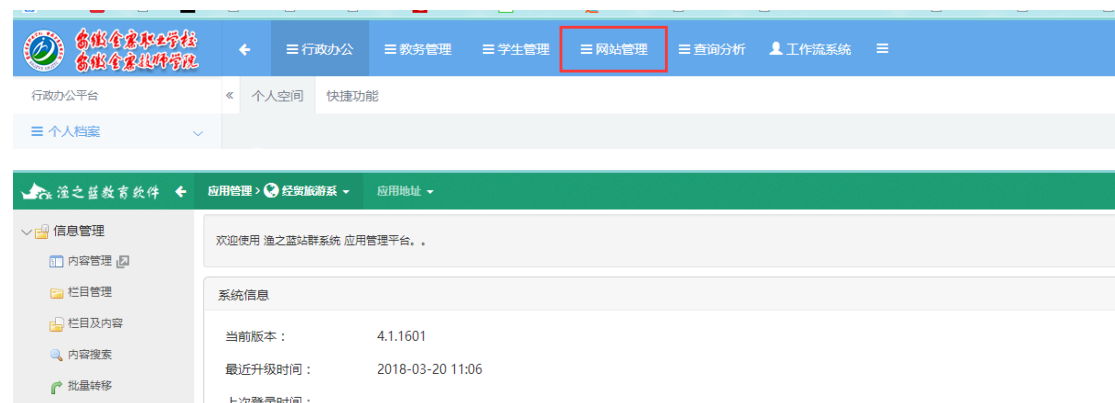 安徽金寨职业学校
安徽金寨技师学院
行政办公 教务管理 学生管理 网站管理 查询分析 工作流系统
行政办公平台 « 个人空间 快捷功能
个人档案
渔之蓝教育软件 应用管理 > 经贸旅游系 应用地址
信息管理
欢迎使用 渔之蓝站群系统 应用管理平台。。
内容管理
栏目管理
系统信息
栏目及内容
当前版本: 4.1.1601
内容搜索
最近升级时间: 2018-03-20 11:06
批量转移
上次登录时间: